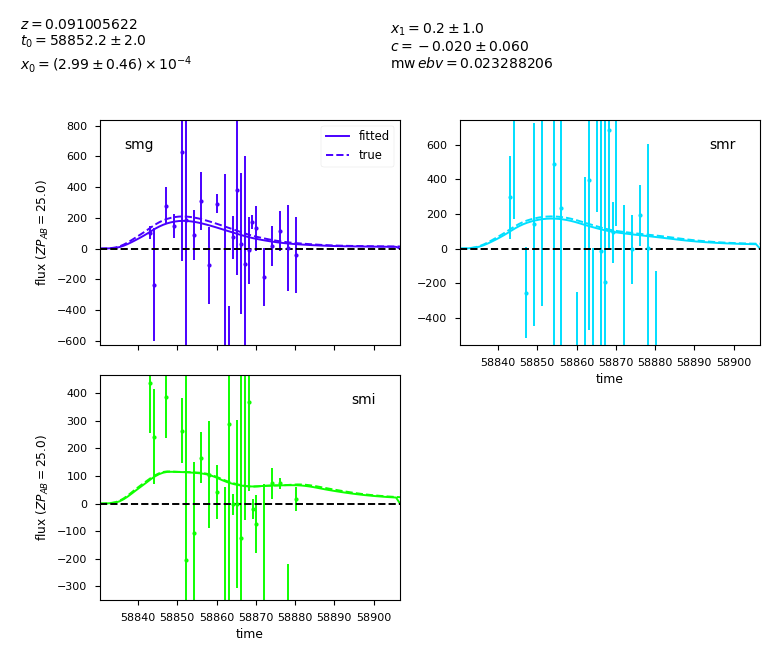 z = 0.091005622
t₀ = 58852.2 ± 2.0
x₀ = (2.99 ± 0.46) × 10⁻⁴
x₁ = 0.2 ± 1.0
c = −0.020 ± 0.060
mw ebv = 0.023288206
800
600
400
200
0
−200
−400
−600
flux (ZP_AB = 25.0)
smg
fitted
true
600
400
200
0
−200
−400
smr
58840 58850 58860 58870 58880 58890 58900
time
400
300
200
100
0
−100
−200
−300
flux (ZP_AB = 25.0)
smi
58840 58850 58860 58870 58880 58890 58900
time